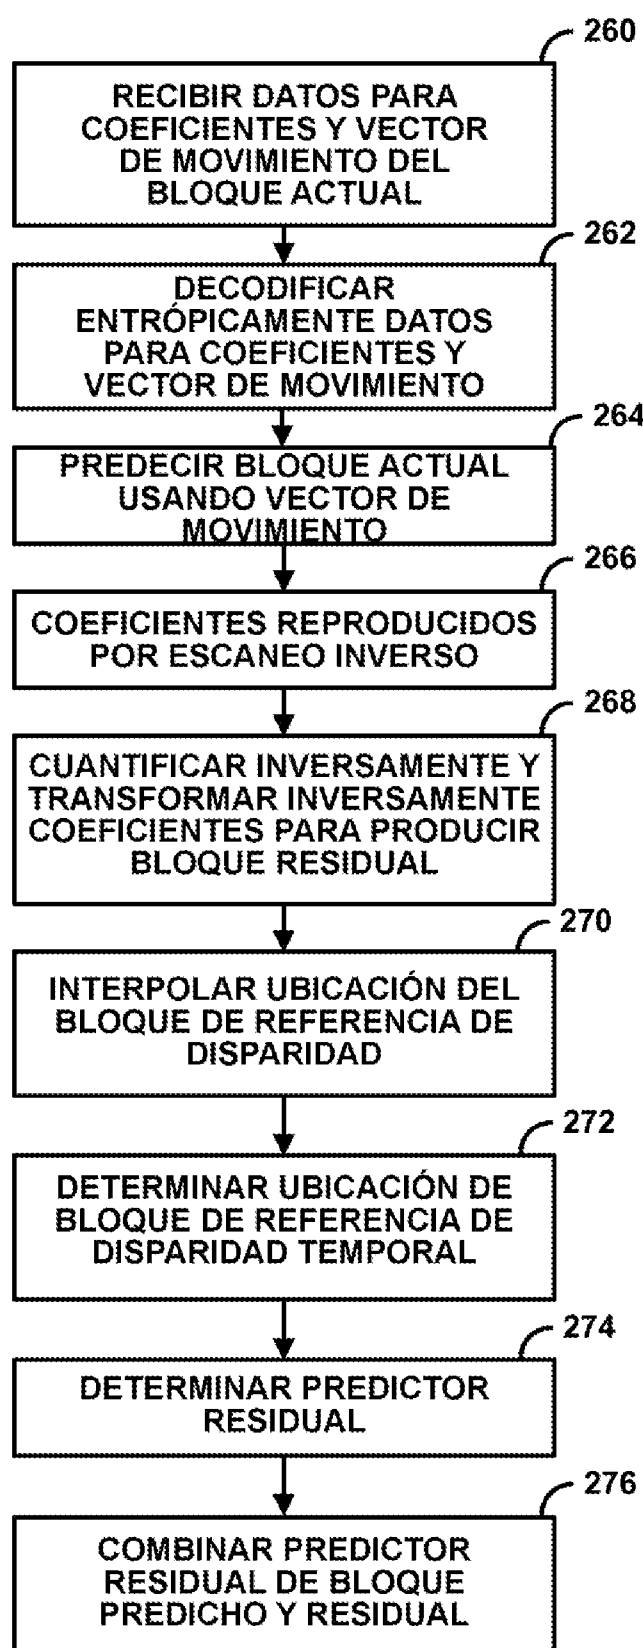 260
RECIBIR DATOS PARA
COEFICIENTES Y VECTOR
DE MOVIMIENTO DEL
BLOQUE ACTUAL
262
DECODIFICAR
ENTRÓPICAMENTE DATOS
PARA COEFICIENTES Y
VECTOR DE MOVIMIENTO
264
PREDECIR BLOQUE ACTUAL
USANDO VECTOR DE
MOVIMIENTO
266
COEFICIENTES REPRODUCIDOS
POR ESCANEO INVERSO
268
CUANTIFICAR INVERSAMENTE Y
TRANSFORMAR INVERSAMENTE
COEFICIENTES PARA PRODUCIR
BLOQUE RESIDUAL
270
INTERPOLAR UBICACIÓN DEL
BLOQUE DE REFERENCIA DE
DISPARIDAD
272
DETERMINAR UBICACIÓN DE
BLOQUE DE REFERENCIA DE
DISPARIDAD TEMPORAL
274
DETERMINAR PREDICTOR
RESIDUAL
276
COMBINAR PREDICTOR
RESIDUAL DE BLOQUE
PREDICHO Y RESIDUAL